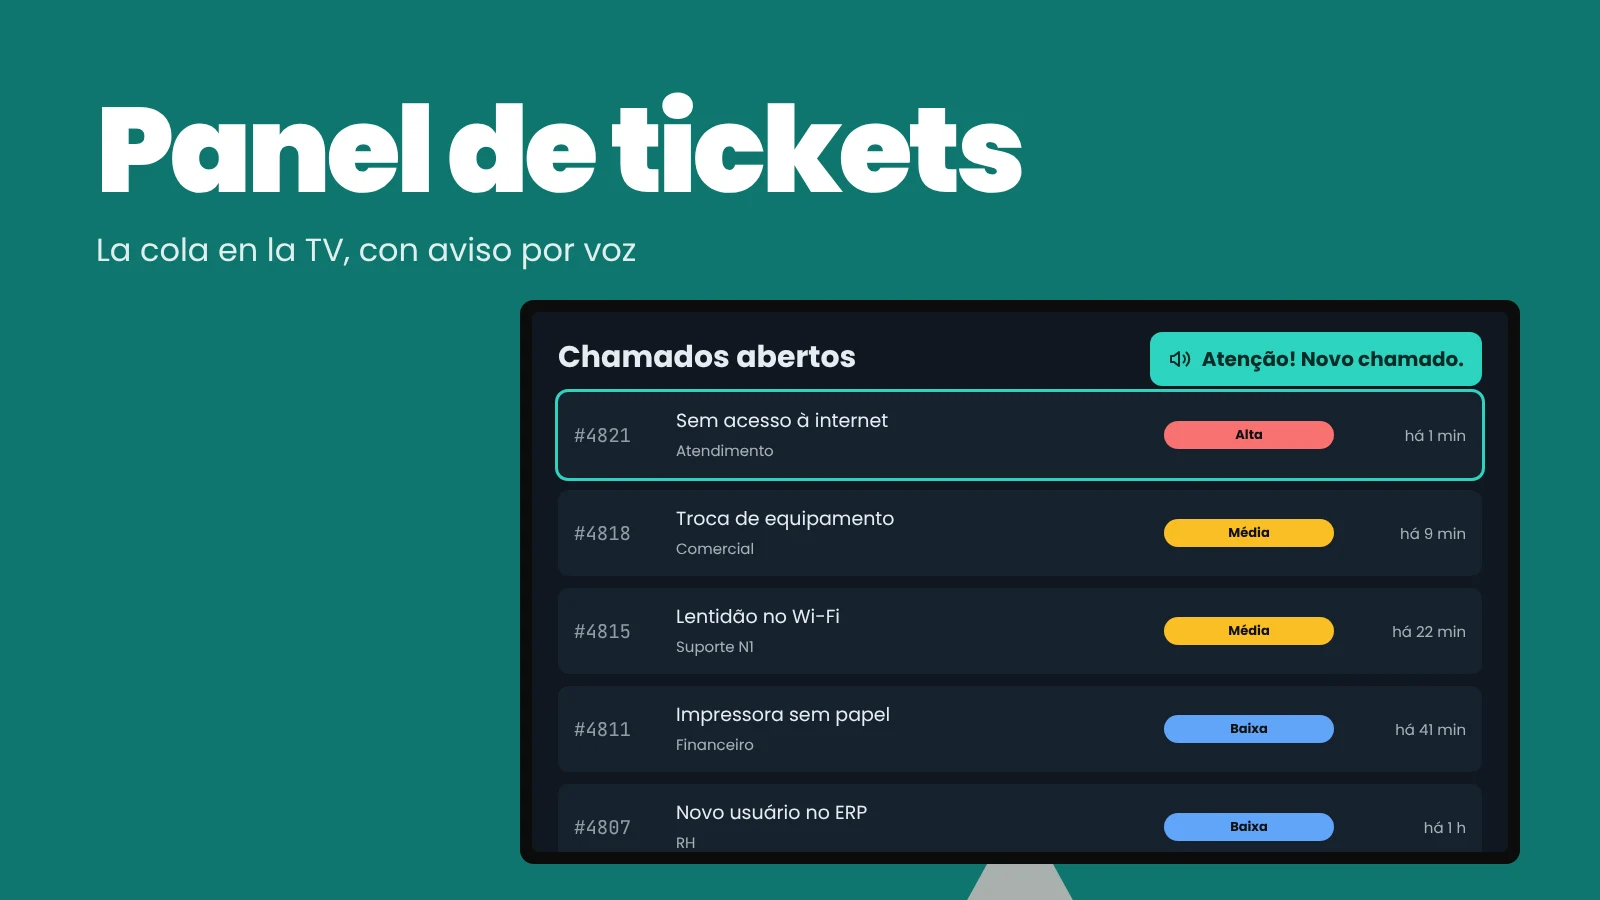 Panel de tickets
La cola en la TV, con aviso por voz
Chamados abertos
Atenção! Novo chamado.
#4821
Sem acesso à internet
Atendimento
Alta
há 1 min
#4818
Troca de equipamento
Comercial
Média
há 9 min
#4815
Lentidão no Wi-Fi
Suporte N1
Média
há 22 min
#4811
Impressora sem papel
Financeiro
Baixa
há 41 min
#4807
Novo usuário no ERP
RH
Baixa
há 1 h